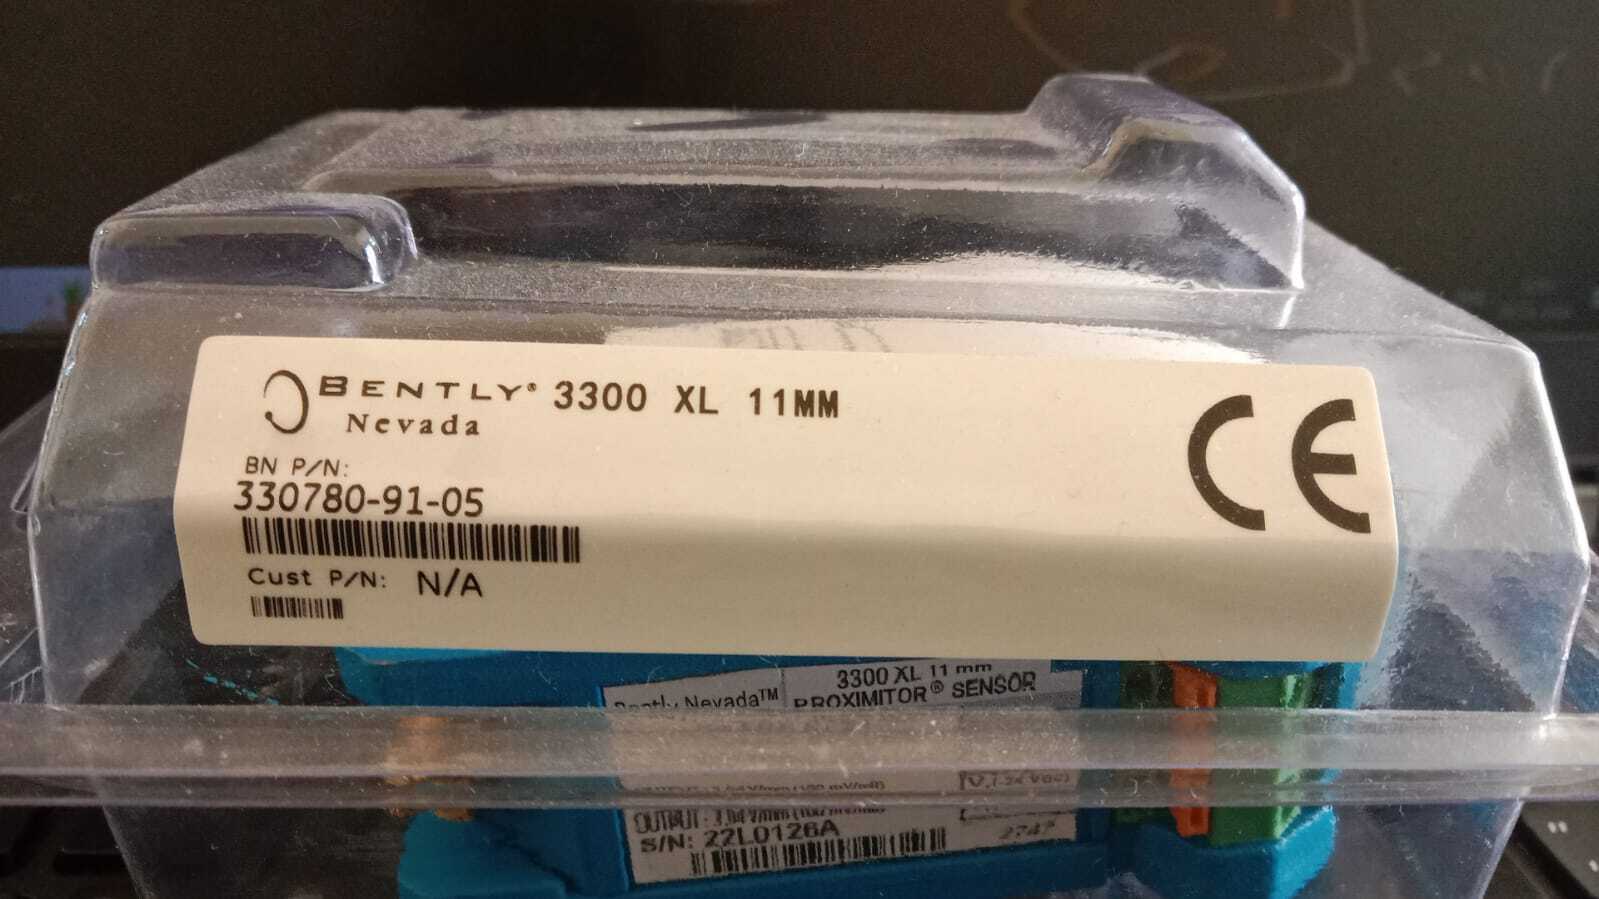 BENTLY® 3300 XL 11MM
Nevada
BN P/N:
330780-91-05
Cust P/N: N/A
CE
3300 XL 11 mm
Bently Nevada™ PROXIMITOR® SENSOR
OUTPUT:
S/N: 22L0126A